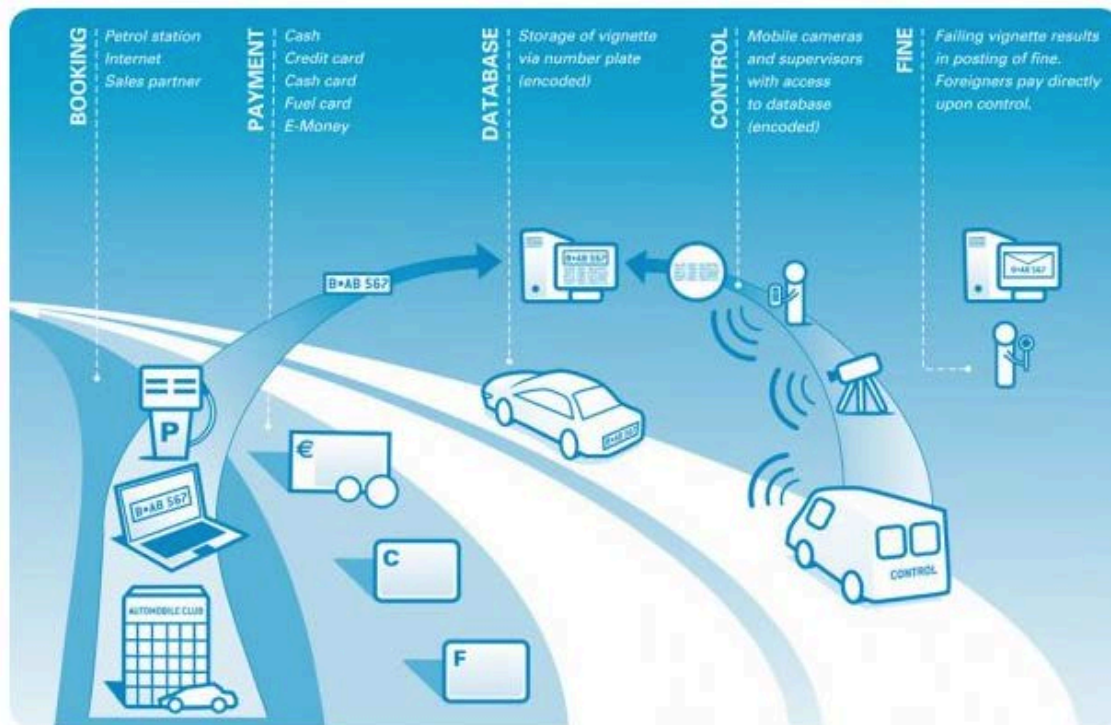 BOOKING
Petrol station
Internet
Sales partner
PAYMENT
Cash
Credit card
Cash card
Fuel card
E-Money
DATABASE
Storage of vignette
via number plate
(encoded)
CONTROL
Mobile cameras
and supervisors
with access
to database
(encoded)
FINE
Failing vignette results
in posting of fine.
Foreigners pay directly
upon control.
B•AB 567
B•AB 567
B•AB 567
P
€
B•AB 567
B•AB 567
C
CONTROL
AUTOMOBILE CLUB
F